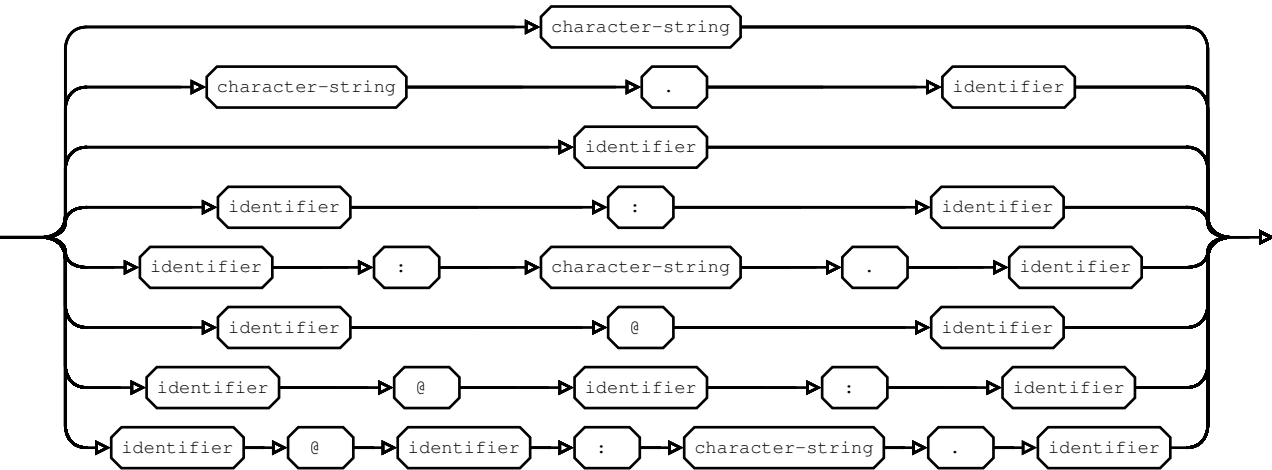 character-string
character-string . identifier
identifier
identifier : identifier
identifier : character-string . identifier
identifier @ identifier
identifier @ identifier : identifier
identifier @ identifier : character-string . identifier